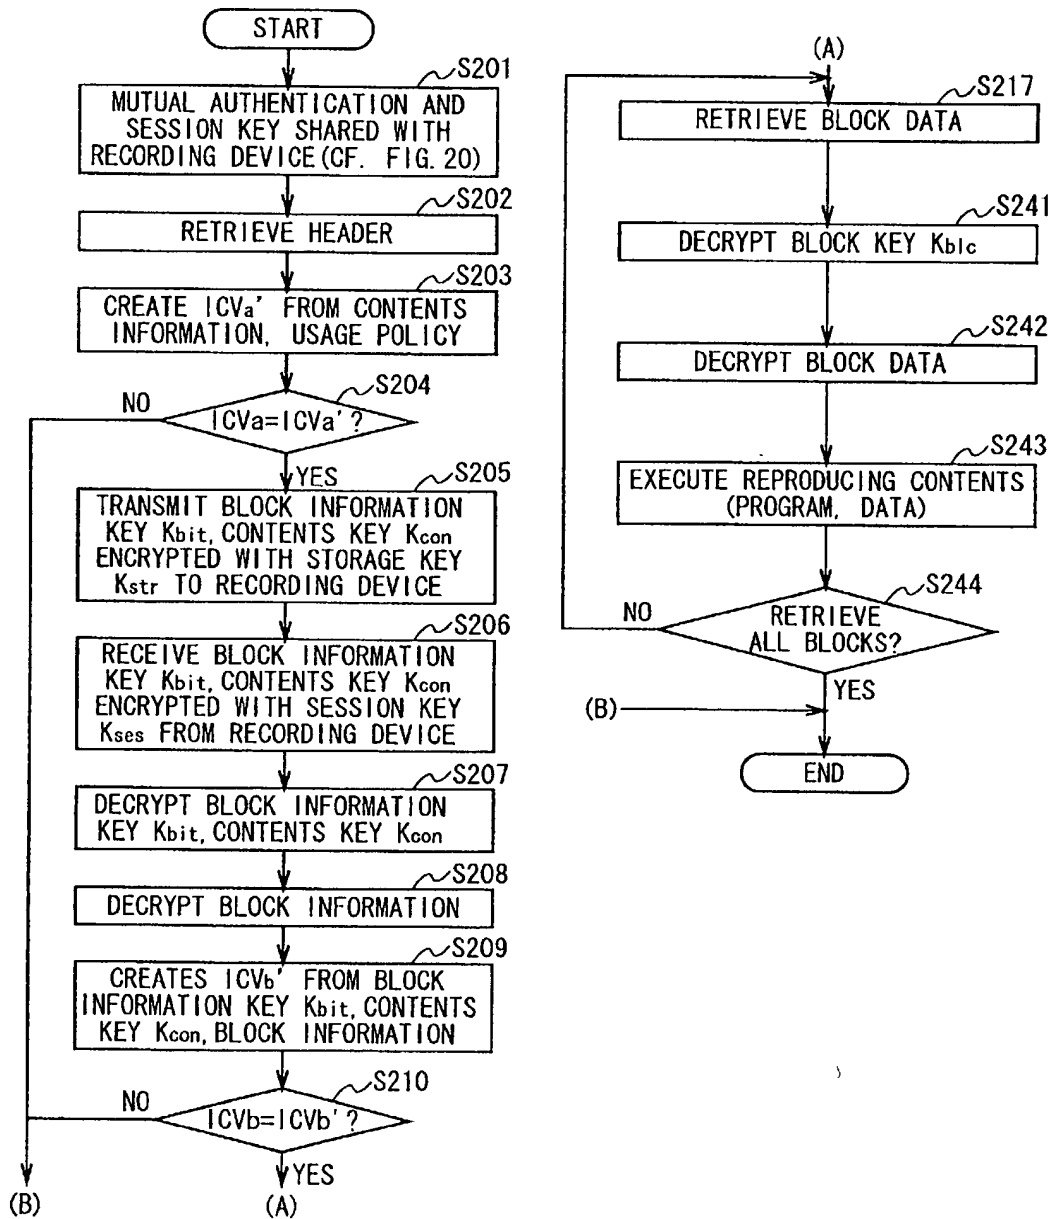 START
S201
MUTUAL AUTHENTICATION AND
SESSION KEY SHARED WITH
RECORDING DEVICE(CF. FIG. 20)
S202
RETRIEVE HEADER
S203
CREATE ICVa' FROM CONTENTS
INFORMATION, USAGE POLICY
S204
NO
ICVa=ICVa'?
YES
S205
TRANSMIT BLOCK INFORMATION
KEY Kbit, CONTENTS KEY Kcon
ENCRYPTED WITH STORAGE KEY
Kstr TO RECORDING DEVICE
S206
RECEIVE BLOCK INFORMATION
KEY Kbit, CONTENTS KEY Kcon
ENCRYPTED WITH SESSION KEY
Kses FROM RECORDING DEVICE
S207
DECRYPT BLOCK INFORMATION
KEY Kbit, CONTENTS KEY Kcon
S208
DECRYPT BLOCK INFORMATION
S209
CREATES ICVb' FROM BLOCK
INFORMATION KEY Kbit, CONTENTS
KEY Kcon, BLOCK INFORMATION
S210
NO
ICVb=ICVb'?
YES
(B)
(A)
(A)
S217
RETRIEVE BLOCK DATA
S241
DECRYPT BLOCK KEY Kblc
S242
DECRYPT BLOCK DATA
S243
EXECUTE REPRODUCING CONTENTS
(PROGRAM, DATA)
S244
NO
RETRIEVE
ALL BLOCKS?
YES
(B)
END